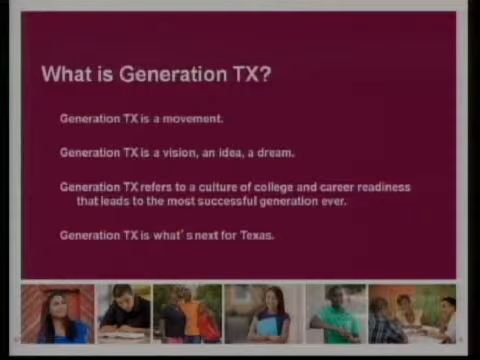 What is Generation TX?
Generation TX is a movement.
Generation TX is a vision, an idea, a dream.
Generation TX refers to a culture of college and career readiness
that leads to the most successful generation ever.
Generation TX is what's next for Texas.